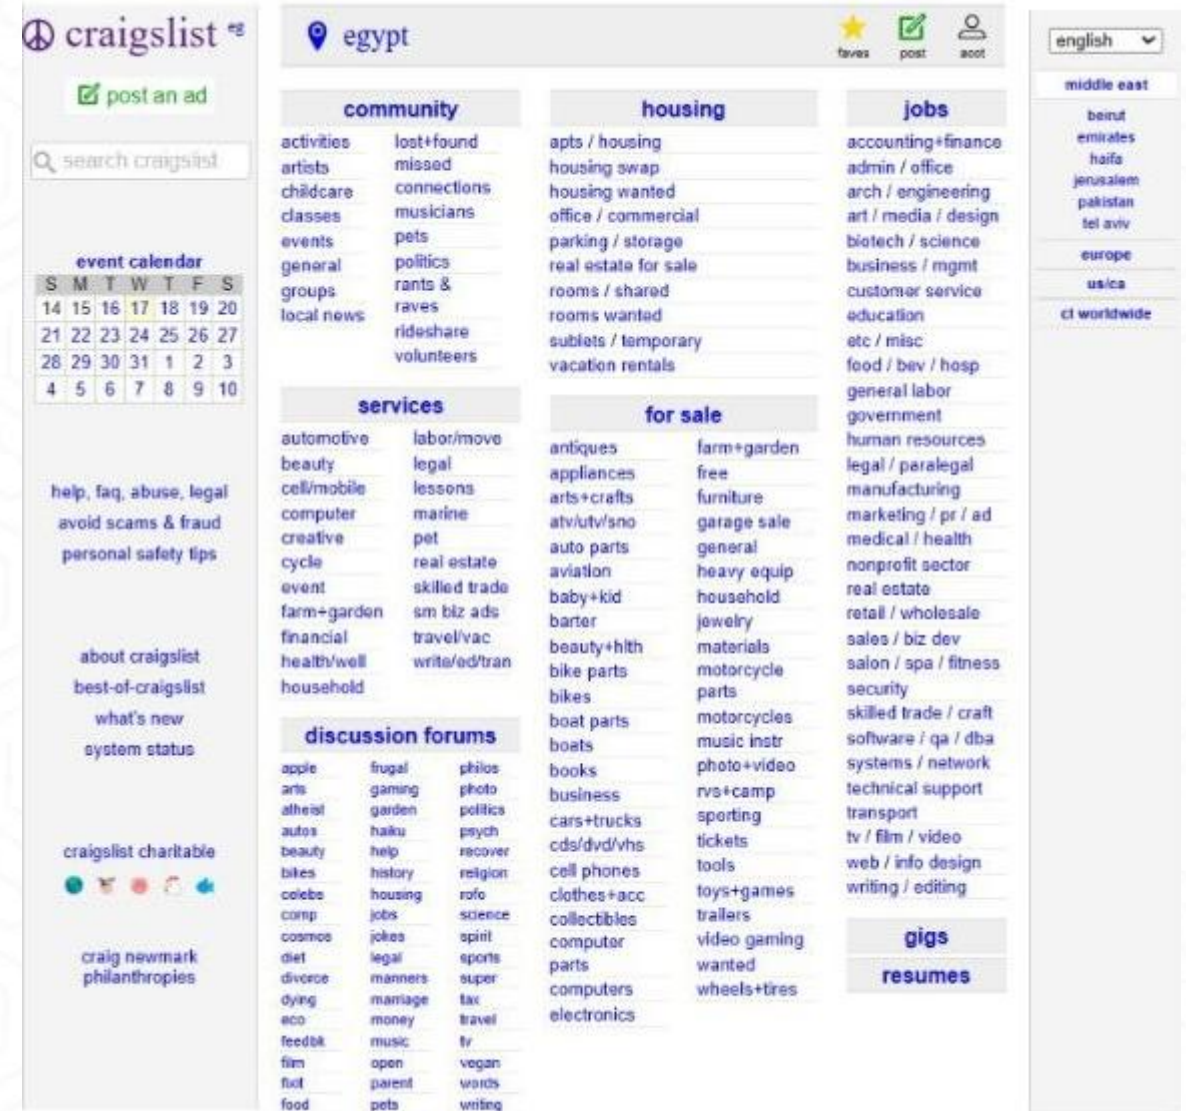 craigslist eg
post an ad
search craigslist
event calendar
S M T W T F S
14 15 16 17 18 19 20
21 22 23 24 25 26 27
28 29 30 31 1 2 3
4 5 6 7 8 9 10
help, faq, abuse, legal
avoid scams & fraud
personal safety tips
about craigslist
best-of-craigslist
what's new
system status
craigslist charitable
craig newmark
philanthropies
egypt
faves post acct
community
activities
artists
childcare
classes
events
general
groups
local news
lost+found
missed
connections
musicians
pets
politics
rants &
raves
rideshare
volunteers
services
automotive
beauty
cell/mobile
computer
creative
cycle
event
farm+garden
financial
health/well
household
labor/move
legal
lessons
marine
pet
real estate
skilled trade
sm biz ads
travel/vac
write/ed/tran
discussion forums
apple
arts
atheist
autos
beauty
bikes
celebs
comp
cosmos
diet
divorce
dying
eco
feedbk
film
fixit
food
frugal
gaming
garden
haiku
help
history
housing
jobs
jokes
legal
manners
marriage
money
music
open
parent
pets
philos
photo
politics
psych
recover
religion
rofo
science
spirit
sports
super
tax
travel
tv
vegan
words
writing
housing
apts / housing
housing swap
housing wanted
office / commercial
parking / storage
real estate for sale
rooms / shared
rooms wanted
sublets / temporary
vacation rentals
for sale
antiques
appliances
arts+crafts
atv/utv/sno
auto parts
aviation
baby+kid
barter
beauty+hlth
bike parts
bikes
boat parts
boats
books
business
cars+trucks
cds/dvd/vhs
cell phones
clothes+acc
collectibles
computer
parts
computers
electronics
farm+garden
free
furniture
garage sale
general
heavy equip
household
jewelry
materials
motorcycle
parts
motorcycles
music instr
photo+video
rvs+camp
sporting
tickets
tools
toys+games
trailers
video gaming
wanted
wheels+tires
jobs
accounting+finance
admin / office
arch / engineering
art / media / design
biotech / science
business / mgmt
customer service
education
etc / misc
food / bev / hosp
general labor
government
human resources
legal / paralegal
manufacturing
marketing / pr / ad
medical / health
nonprofit sector
real estate
retail / wholesale
sales / biz dev
salon / spa / fitness
security
skilled trade / craft
software / qa / dba
systems / network
technical support
transport
tv / film / video
web / info design
writing / editing
gigs
resumes
english
middle east
beirut
emirates
haifa
jerusalem
pakistan
tel aviv
europe
us/ca
cl worldwide